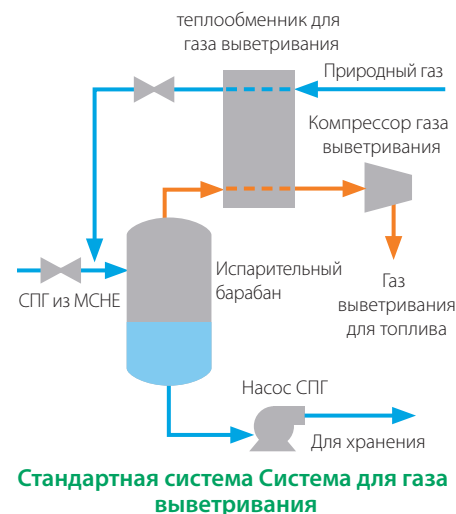 теплообменник для
газа выветривания
Природный газ
Компрессор газа
выветривания
Испарительный
барабан
СПГ из МСНЕ
Газ
выветривания
для топлива
Насос СПГ
Для хранения
Стандартная система Система для газа
выветривания